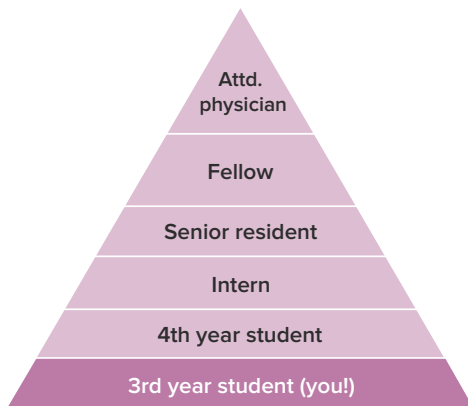 Attd.
physician
Fellow
Senior resident
Intern
4th year student
3rd year student (you!)